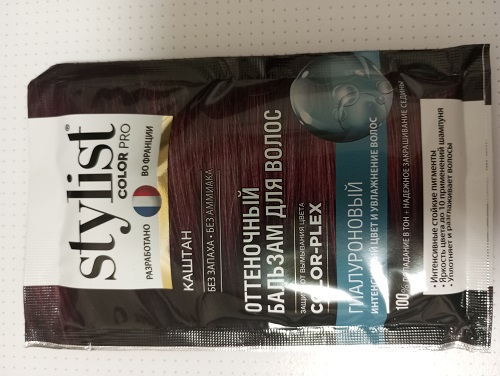 stylist®
COLOR PRO
РАЗРАБОТАНО ВО ФРАНЦИИ
КАШТАН
БЕЗ ЗАПАХА • БЕЗ АММИАКА
ОТТЕНОЧНЫЙ
БАЛЬЗАМ ДЛЯ ВОЛОС
ЗАЩИТА ОТ ВЫМЫВАНИЯ ЦВЕТА
COLOR-PLEX
ГИАЛУРОНОВЫЙ
ИНТЕНСИВНЫЙ ЦВЕТ И УВЛАЖНЕНИЕ ВОЛОС
100% ПОПАДАНИЕ В ТОН + НАДЕЖНОЕ ЗАКРАШИВАНИЕ СЕДИНЫ
• Интенсивные стойкие пигменты
• Яркость цвета до 10 применений шампуня
• Уплотняет и разглаживает волосы